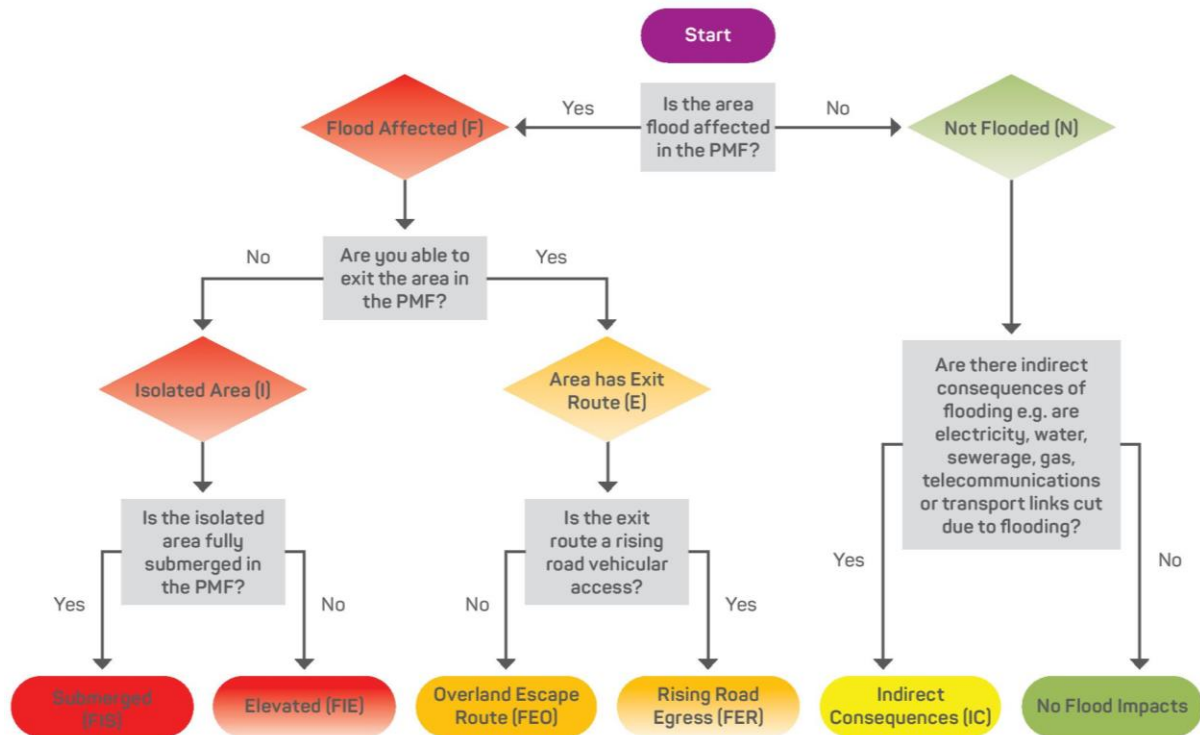 Start
Yes
Is the area
flood affected
in the PMF?
No
Flood Affected (F)
Not Flooded (N)
No
Are you able to
exit the area in
the PMF?
Yes
Isolated Area (I)
Area has Exit
Route (E)
Are there indirect
consequences of
flooding e.g. are
electricity, water,
sewerage, gas,
telecommunications
or transport links cut
due to flooding?
Is the isolated
area fully
submerged in
the PMF?
Is the exit
route a rising
road vehicular
access?
Yes
No
No
Yes
Yes
No
Submerged
(FIS)
Elevated (FIE)
Overland Escape
Route (FEO)
Rising Road
Egress (FER)
Indirect
Consequences (IC)
No Flood Impacts